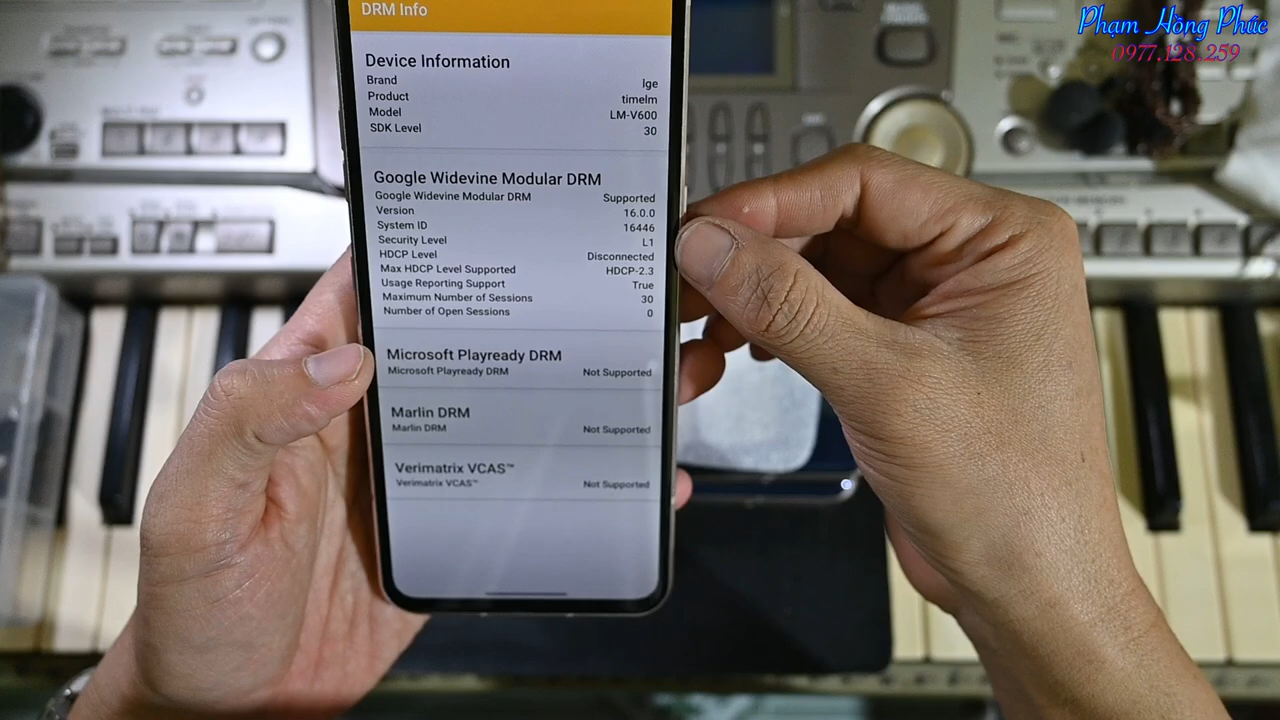 Phạm Hồng Phúc
0977.128.259
DRM Info
Device Information
Brand lge
Product timelm
Model LM-V600
SDK Level 30
Google Widevine Modular DRM
Google Widevine Modular DRM Supported
Version 16.0.0
System ID 16446
Security Level L1
HDCP Level Disconnected
Max HDCP Level Supported HDCP-2.3
Usage Reporting Support True
Maximum Number of Sessions 30
Number of Open Sessions 0
Microsoft Playready DRM
Microsoft Playready DRM Not Supported
Marlin DRM
Marlin DRM Not Supported
Verimatrix VCAS™
Verimatrix VCAS™ Not Supported